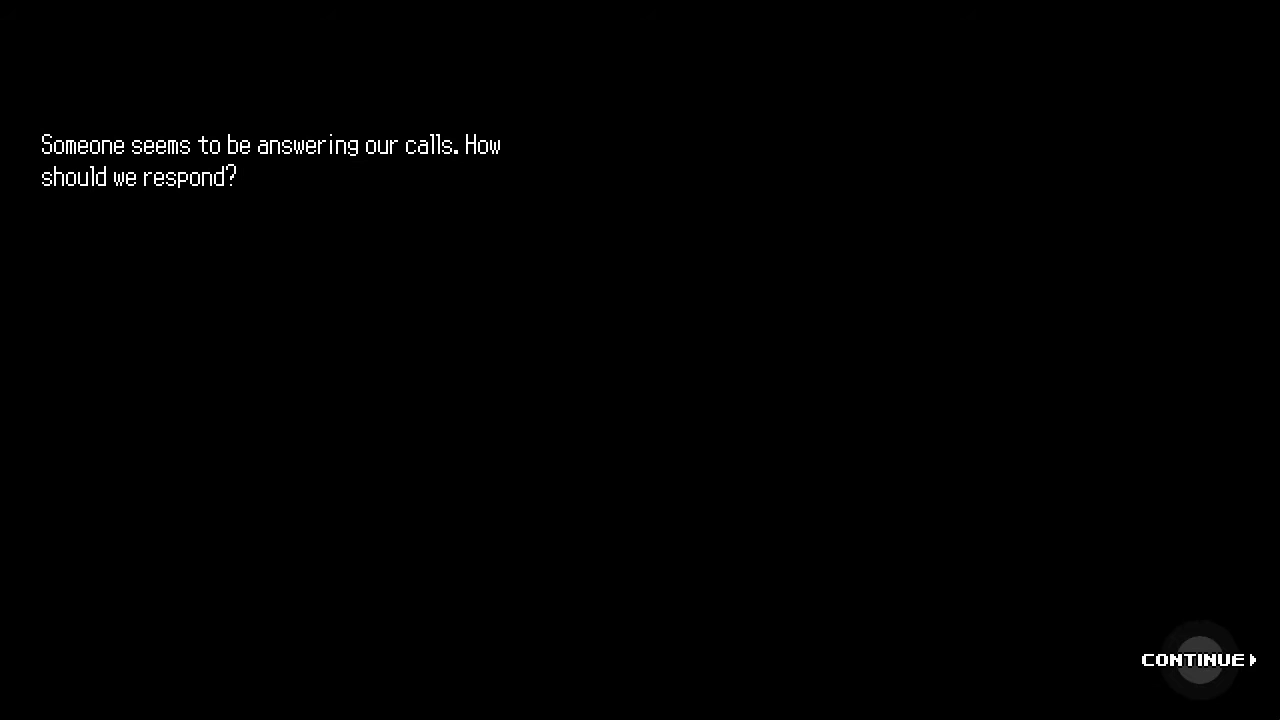 Someone seems to be answering our calls. How
should we respond?
CONTINUE